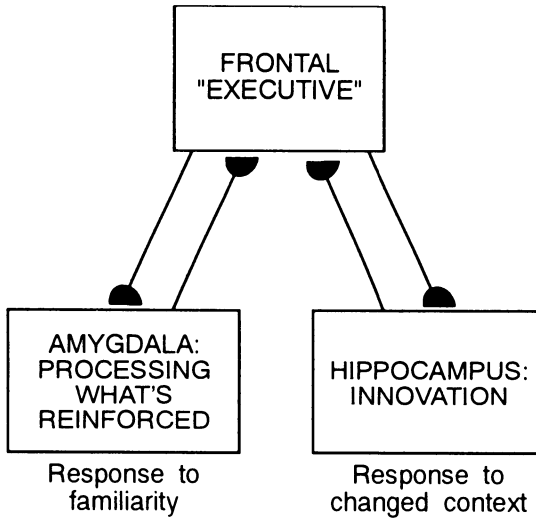 FRONTAL
"EXECUTIVE"
AMYGDALA:
PROCESSING
WHAT'S
REINFORCED
HIPPOCAMPUS:
INNOVATION
Response to
familiarity
Response to
changed context